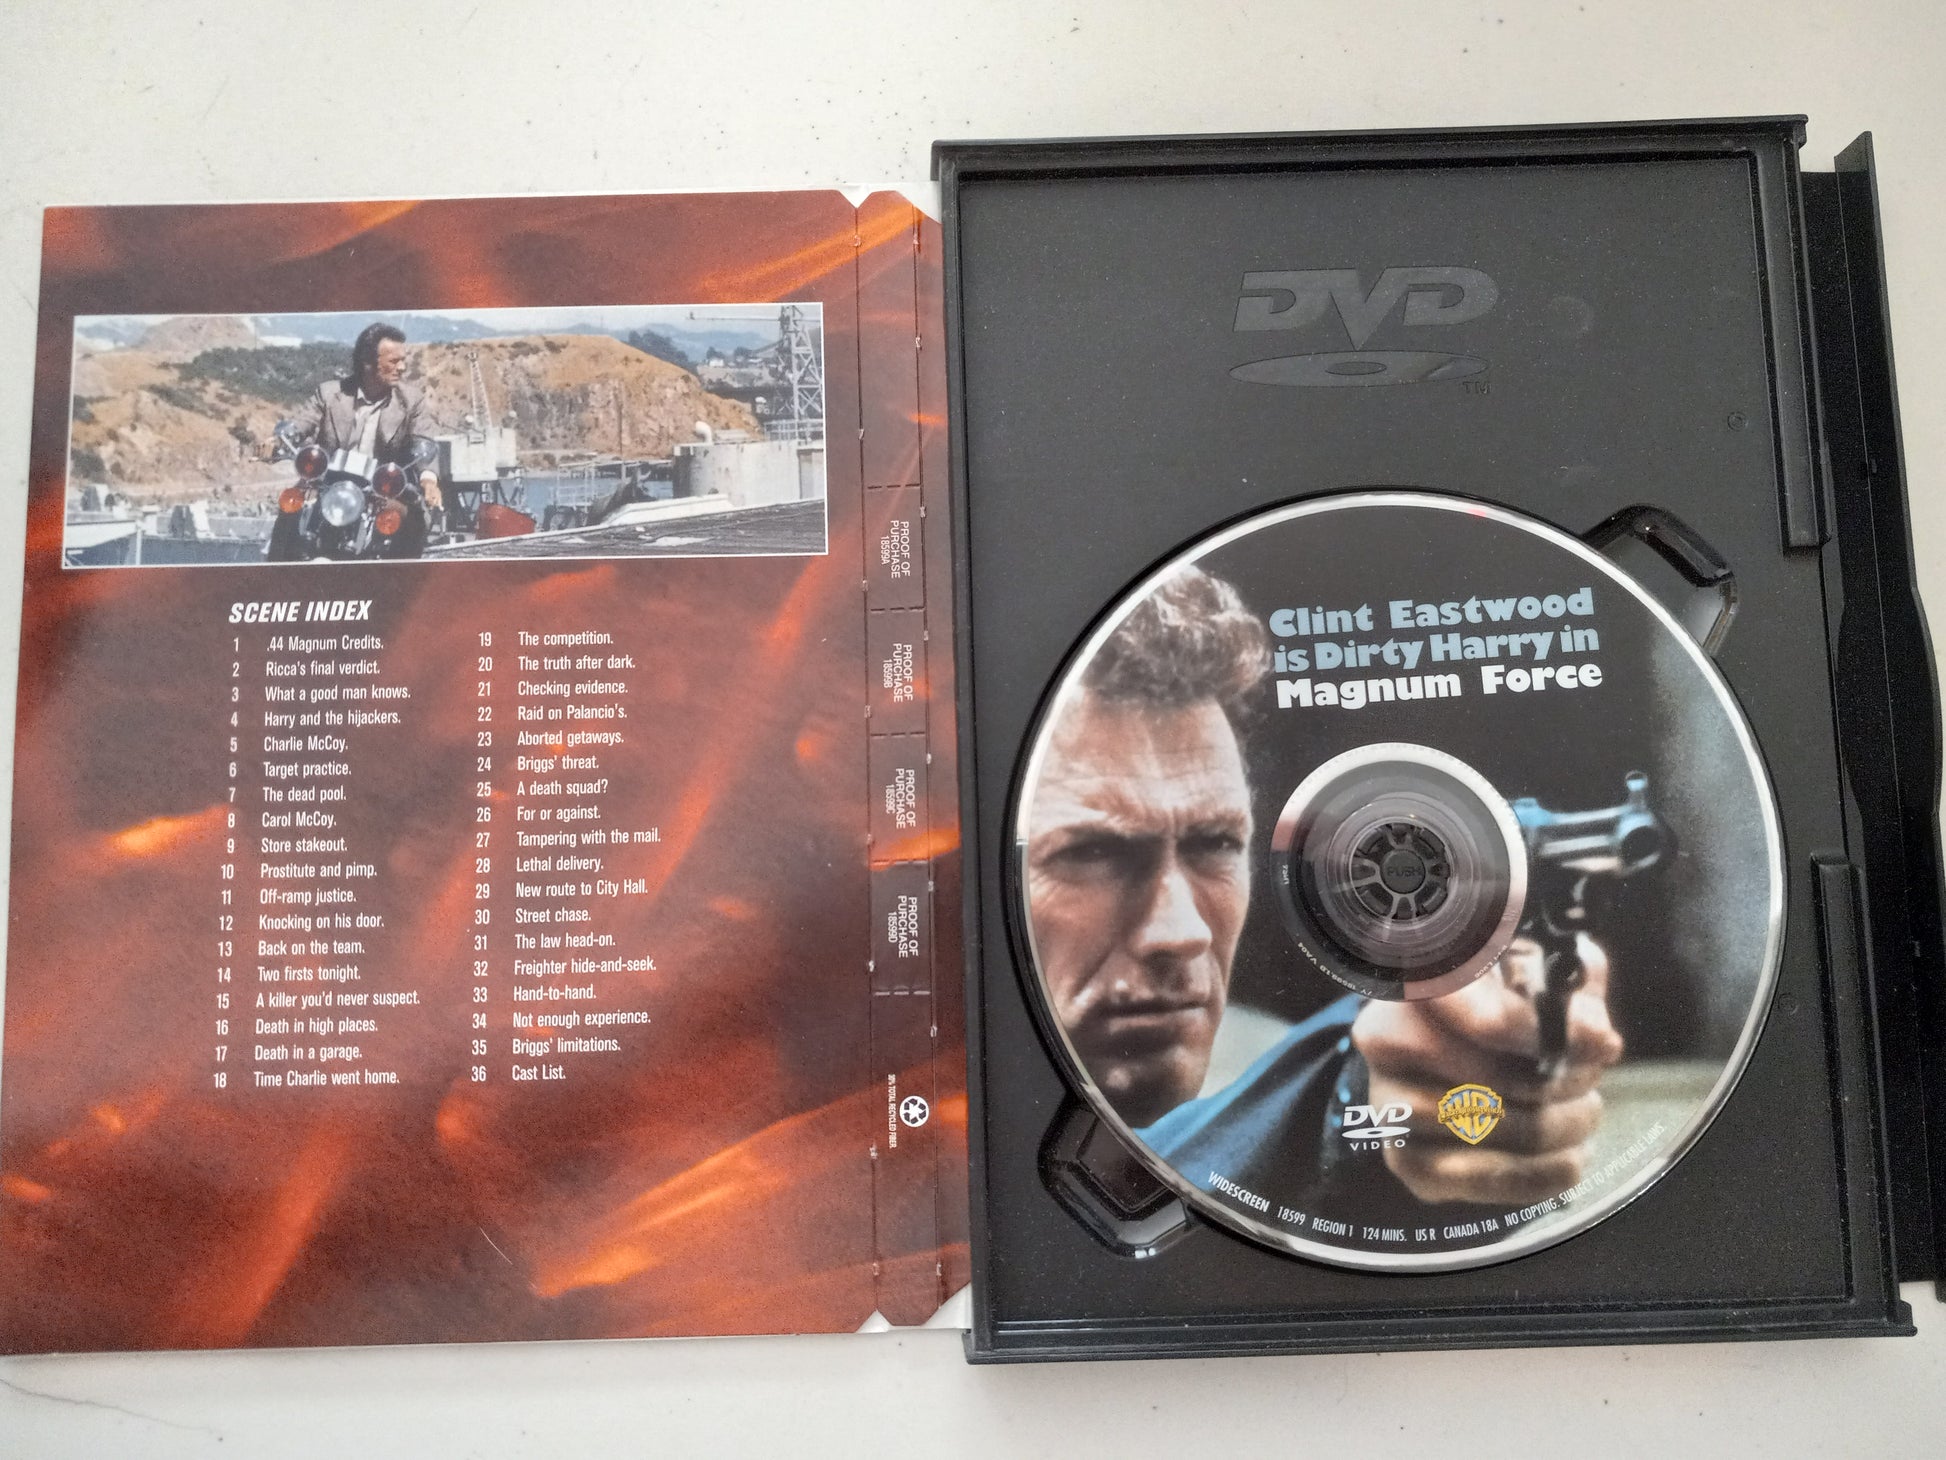 SCENE INDEX
1 .44 Magnum Credits.
2 Ricca's final verdict.
3 What a good man knows.
4 Harry and the hijackers.
5 Charlie McCoy.
6 Target practice.
7 The dead pool.
8 Carol McCoy.
9 Store stakeout.
10 Prostitute and pimp.
11 Off-ramp justice.
12 Knocking on his door.
13 Back on the team.
14 Two firsts tonight.
15 A killer you'd never suspect.
16 Death in high places.
17 Death in a garage.
18 Time Charlie went home.
19 The competition.
20 The truth after dark.
21 Checking evidence.
22 Raid on Palancio's.
23 Aborted getaways.
24 Briggs' threat.
25 A death squad?
26 For or against.
27 Tampering with the mail.
28 Lethal delivery.
29 New route to City Hall.
30 Street chase.
31 The law head-on.
32 Freighter hide-and-seek.
33 Hand-to-hand.
34 Not enough experience.
35 Briggs' limitations.
36 Cast List.
PROOF OF
PURCHASE
18599A
PROOF OF
PURCHASE
18599B
PROOF OF
PURCHASE
18599C
PROOF OF
PURCHASE
18599D
TOTAL RECYCLED FIBER
DVD
TM
Clint Eastwood
is Dirty Harry in
Magnum Force
PUSH
DVD
VIDEO
WB
WIDESCREEN 18599 REGION 1 124 MINS. US R CANADA 18A NO COPYING. SUBJECT TO APPLICABLE LAWS.